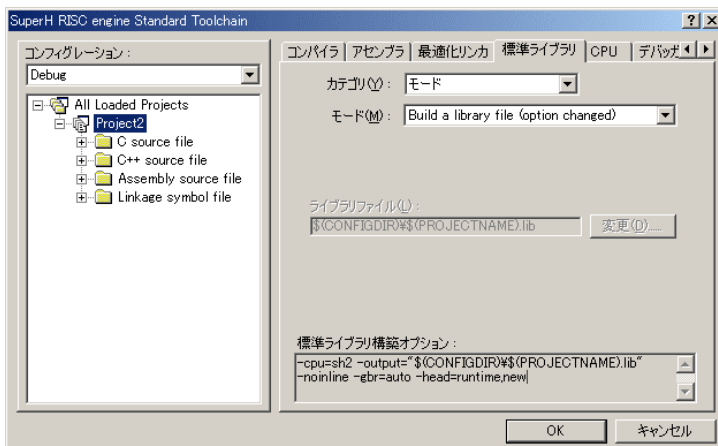 SuperH RISC engine Standard Toolchain
コンフィグレーション :
Debug
All Loaded Projects
Project2
C source file
C++ source file
Assembly source file
Linkage symbol file
コンパイラ アセンブラ 最適化リンカ 標準ライブラリ CPU デバッガ
カテゴリ(Y) : モード
モード(M) : Build a library file (option changed)
ライブラリファイル(L) :
$(CONFIGDIR)¥$(PROJECTNAME).lib 変更(D)....
標準ライブラリ構築オプション :
-cpu=sh2 -output="$(CONFIGDIR)¥$(PROJECTNAME).lib"
-noinline -gbr=auto -head=runtime,new
OK キャンセル